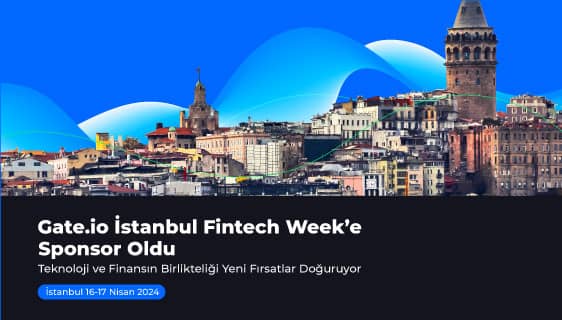 Gate.io İstanbul Fintech Week’e
Sponsor Oldu
Teknoloji ve Finansın Birlikteliği Yeni Fırsatlar Doğuruyor
İstanbul 16-17 Nisan 2024